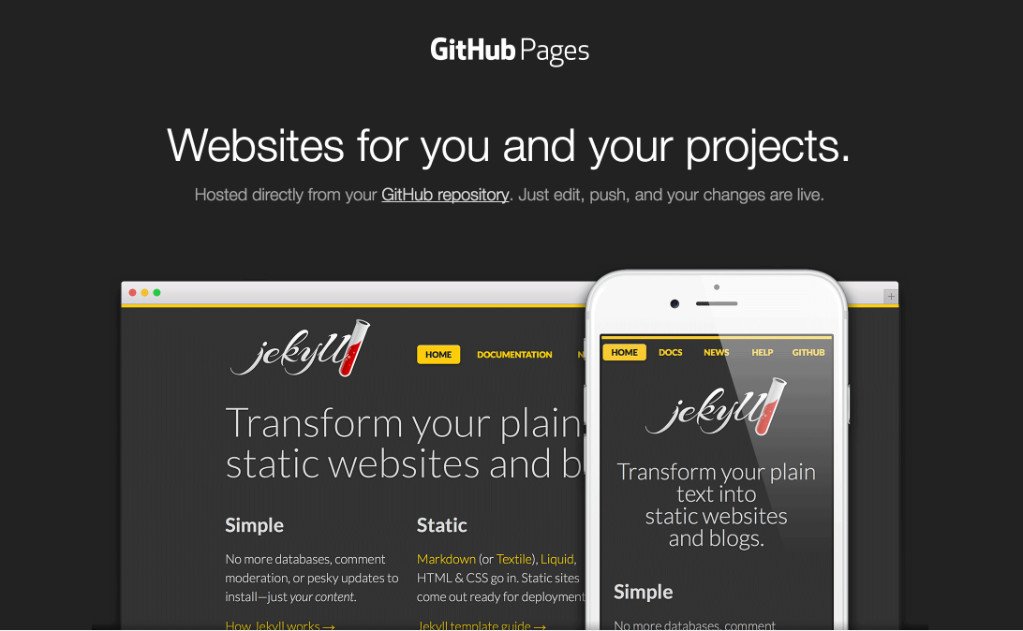 GitHub Pages
Websites for you and your projects.
Hosted directly from your GitHub repository. Just edit, push, and your changes are live.
jekyll
HOME DOCUMENTATION N
Transform your plain
static websites and b
Simple
No more databases, comment
moderation, or pesky updates to
install—just your content.
How Jekyll works →
Static
Markdown (or Textile), Liquid,
HTML & CSS go in. Static sites
come out ready for deployment
Jekyll template guide →
HOME DOCS NEWS HELP GITHUB
jekyll
Transform your plain
text into
static websites
and blogs.
Simple
No more databases, comment